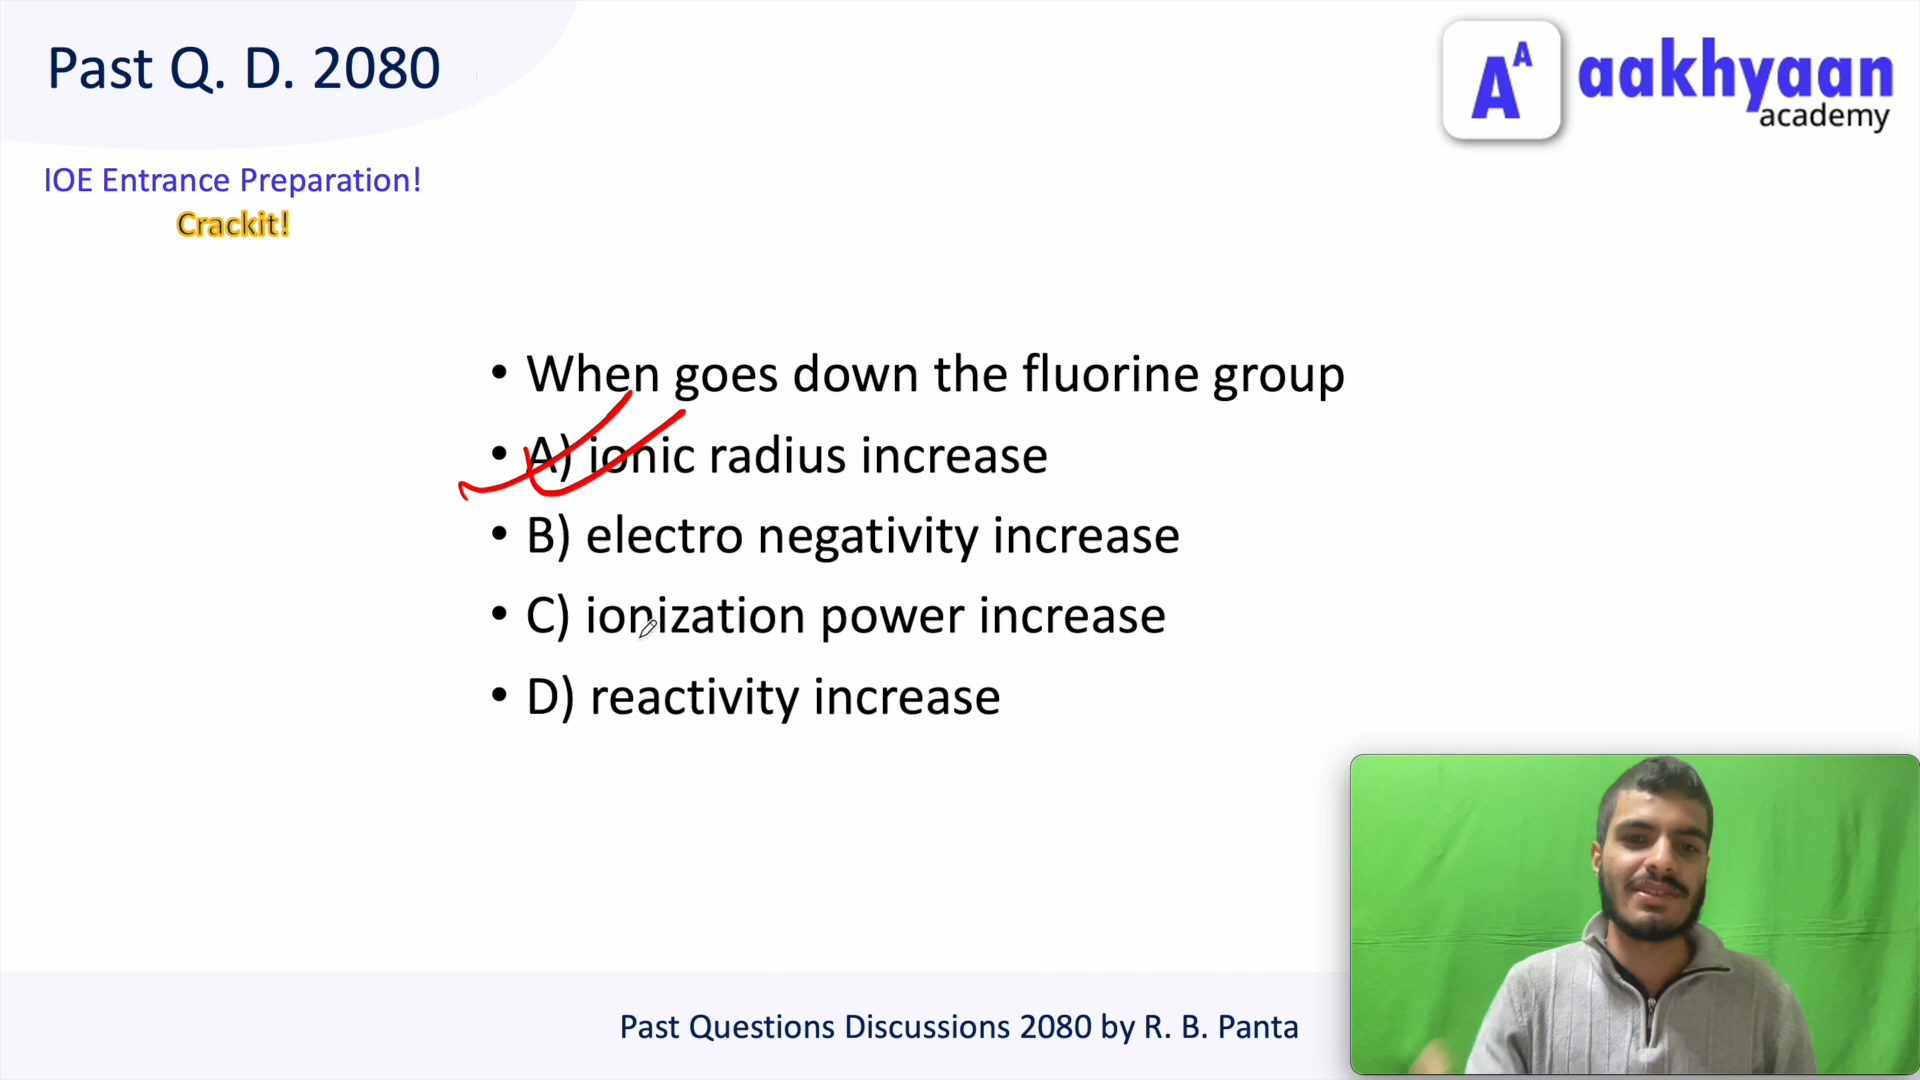 Past Q. D. 2080
AA
aakhyaan
academy
IOE Entrance Preparation!
Crackit!
• When goes down the fluorine group
• A) ionic radius increase
• B) electro negativity increase
• C) ionization power increase
• D) reactivity increase
Past Questions Discussions 2080 by R. B. Panta